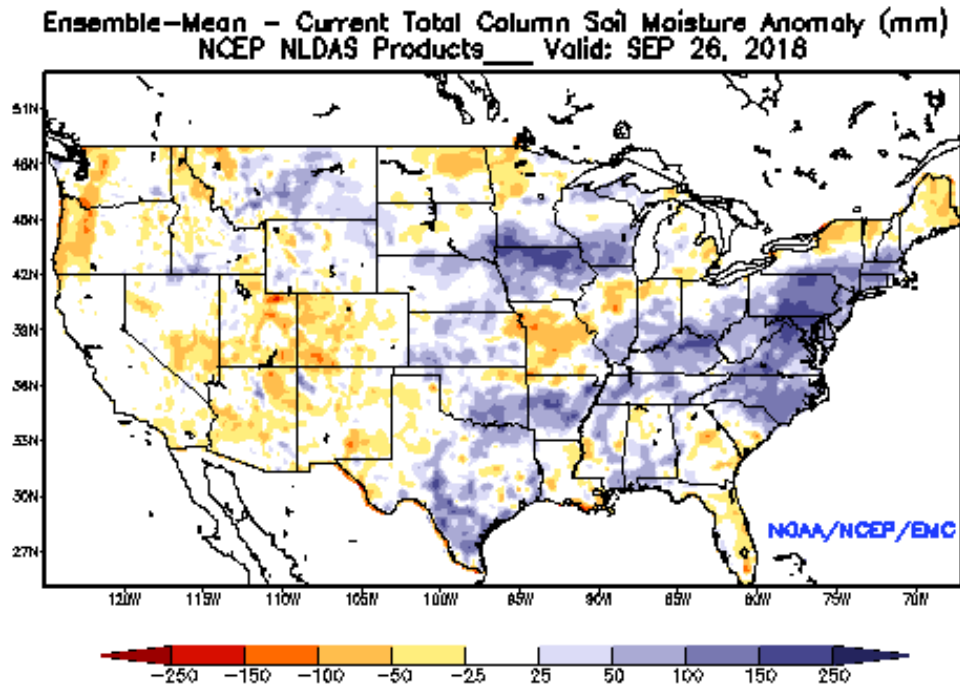 Ensemble-Mean - Current Total Column Soil Moisture Anomaly (mm)
NCEP NLDAS Products___ Valid: SEP 26, 2018
51N
48N
45N
42N
39N
36N
33N
30N
27N
NOAA/NCEP/EMC
120W 115W 110W 105W 100W 95W 90W 85W 80W 75W 70W
-250 -150 -100 -50 -25 25 50 100 150 250